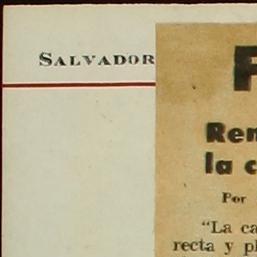 SALVADOR
F
Ren
la c
Por
"La ca
recta y pl